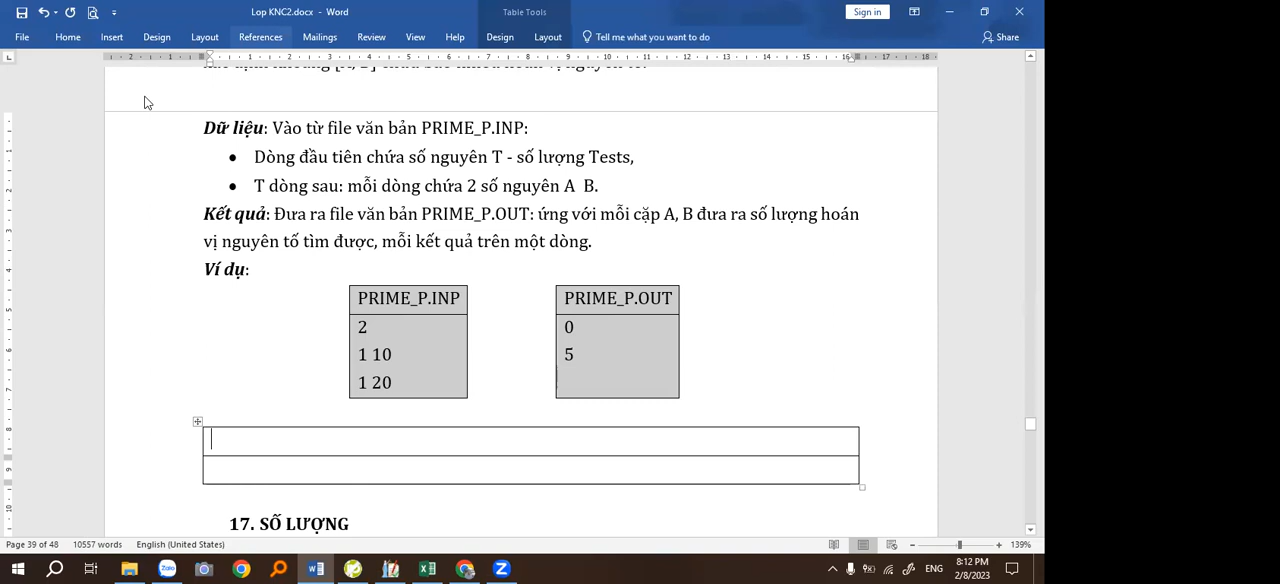 Lop KNC2.docx - Word
Table Tools
Sign in
File Home Insert Design Layout References Mailings Review View Help Design Layout Tell me what you want to do Share
Dữ liệu: Vào từ file văn bản PRIME_P.INP:
• Dòng đầu tiên chứa số nguyên T - số lượng Tests,
• T dòng sau: mỗi dòng chứa 2 số nguyên A B.
Kết quả: Đưa ra file văn bản PRIME_P.OUT: ứng với mỗi cặp A, B đưa ra số lượng hoán
vị nguyên tố tìm được, mỗi kết quả trên một dòng.
Ví dụ:
PRIME_P.INP PRIME_P.OUT
2 0
1 10 5
1 20
17. SỐ LƯỢNG
Page 39 of 48 10557 words English (United States) 139%
Zalo
ENG 8:12 PM
2/8/2023